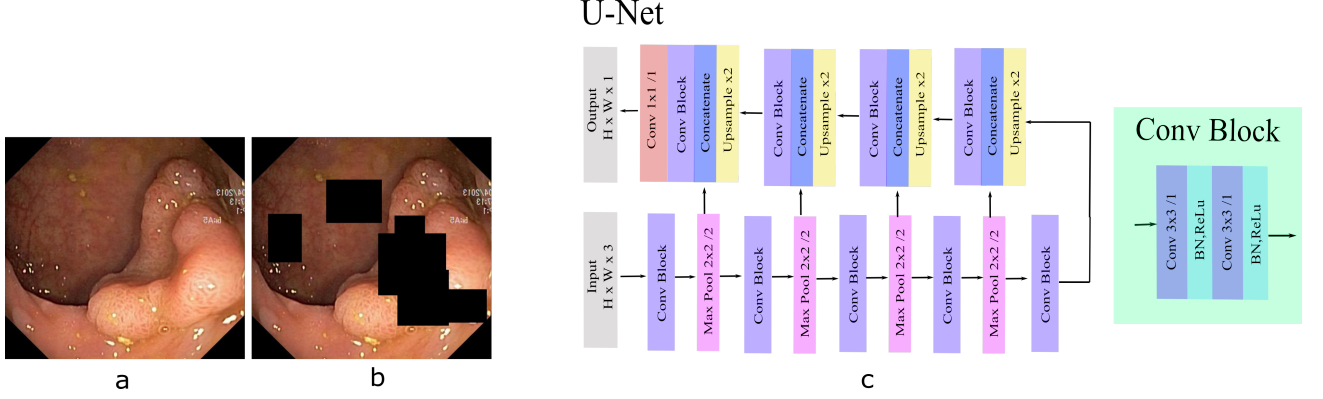 U-Net
Output
H x W x 1
Conv 1x1 /1
Conv Block
Concatenate
Upsample x2
Conv Block
Concatenate
Upsample x2
Conv Block
Concatenate
Upsample x2
Conv Block
Concatenate
Upsample x2
Input
H x W x 3
Conv Block
Max Pool 2x2 /2
Conv Block
Max Pool 2x2 /2
Conv Block
Max Pool 2x2 /2
Conv Block
Max Pool 2x2 /2
Conv Block
Conv Block
Conv 3x3 /1
BN,ReLu
Conv 3x3 /1
BN,ReLu
a
b
c